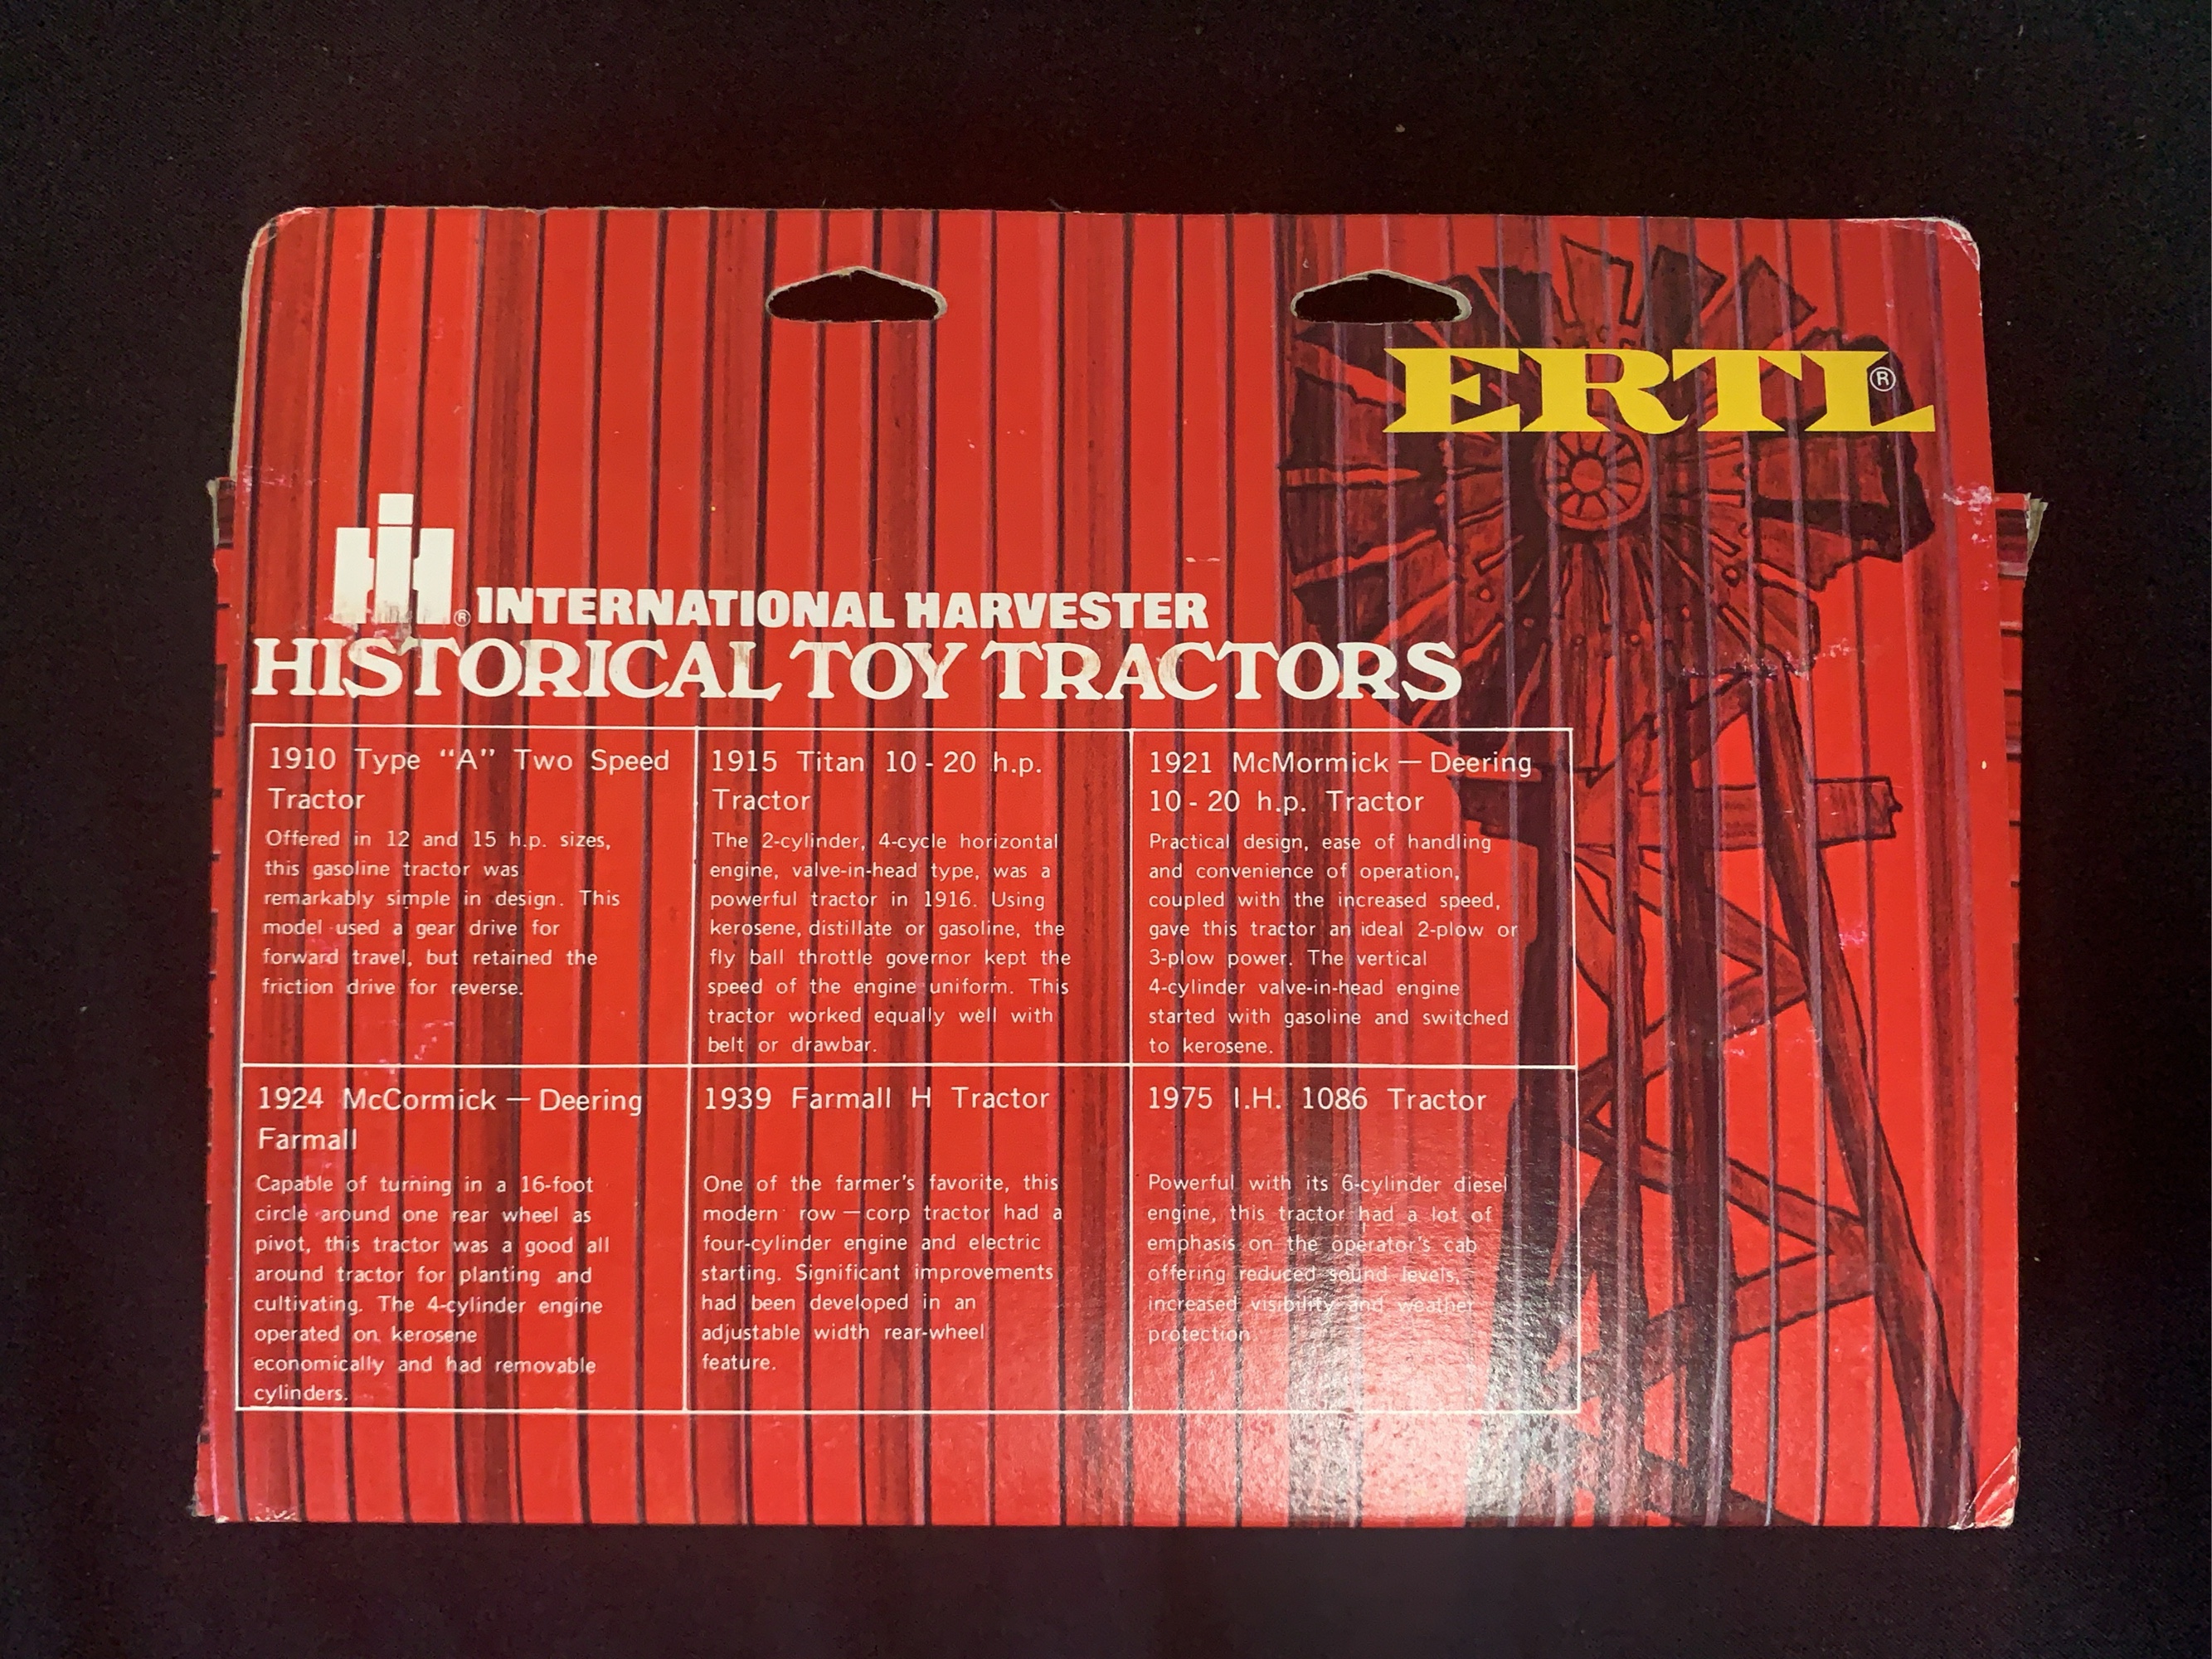 ERTL®
IH® INTERNATIONAL HARVESTER
HISTORICAL TOY TRACTORS
1910 Type "A" Two Speed
Tractor
Offered in 12 and 15 h.p. sizes,
this gasoline tractor was
remarkably simple in design. This
model used a gear drive for
forward travel, but retained the
friction drive for reverse.
1915 Titan 10-20 h.p.
Tractor
The 2-cylinder, 4-cycle horizontal
engine, valve-in-head type, was a
powerful tractor in 1916. Using
kerosene, distillate or gasoline, the
fly ball throttle governor kept the
speed of the engine uniform. This
tractor worked equally well with
belt or drawbar.
1921 McMormick — Deering
10-20 h.p. Tractor
Practical design, ease of handling
and convenience of operation,
coupled with the increased speed,
gave this tractor an ideal 2-plow or
3-plow power. The vertical
4-cylinder valve-in-head engine
started with gasoline and switched
to kerosene.
1924 McCormick — Deering
Farmall
Capable of turning in a 16-foot
circle around one rear wheel as
pivot, this tractor was a good all
around tractor for planting and
cultivating. The 4-cylinder engine
operated on kerosene
economically and had removable
cylinders.
1939 Farmall H Tractor
One of the farmer's favorite, this
modern row — corp tractor had a
four-cylinder engine and electric
starting. Significant improvements
had been developed in an
adjustable width rear-wheel
feature.
1975 I.H. 1086 Tractor
Powerful with its 6-cylinder diesel
engine, this tractor had a lot of
emphasis on the operator's cab
offering reduced sound levels,
increased visibility and weather
protection.